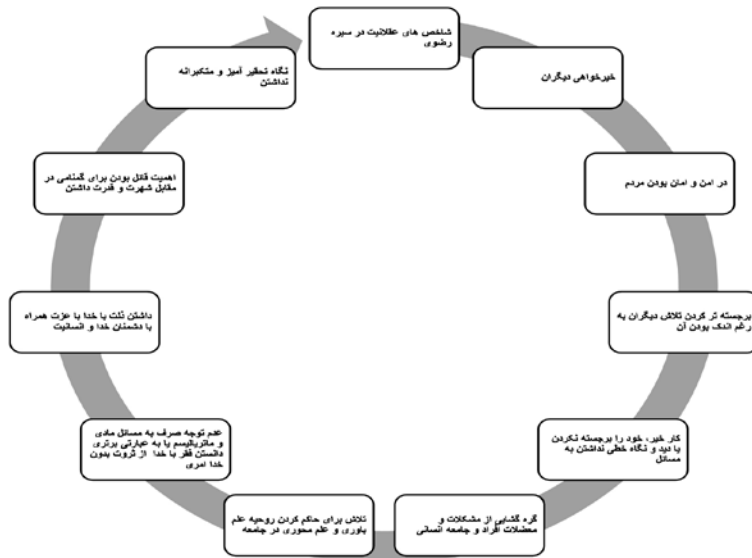 شاخص های عقلانیت در سیره
رضوی
خیرخواهی دیگران
در امن و امان بودن مردم
برجسته تر کردن تلاش دیگران به
رغم اندک بودن آن
کار خیر، خود را برجسته نکردن
با دید و نگاه خطی نداشتن به
مسائل
گره گشایی از مشکلات و
معضلات افراد و جامعه انسانی
تلاش برای حاکم کردن روحیه علم
باوری و علم محوری در جامعه
عدم توجه صرف به مسائل مادی
و ماتریالیسم یا به عبارتی برتری
دانستن فقر با خدا از ثروت بدون
خدا امری
داشتن ذلت با خدا با عزت همراه
با دشمنان خدا و انسانیت
اهمیت قائل بودن برای گمنامی در
مقابل شهرت و قدرت داشتن
نگاه تحقیر آمیز و متکبرانه
نداشتن